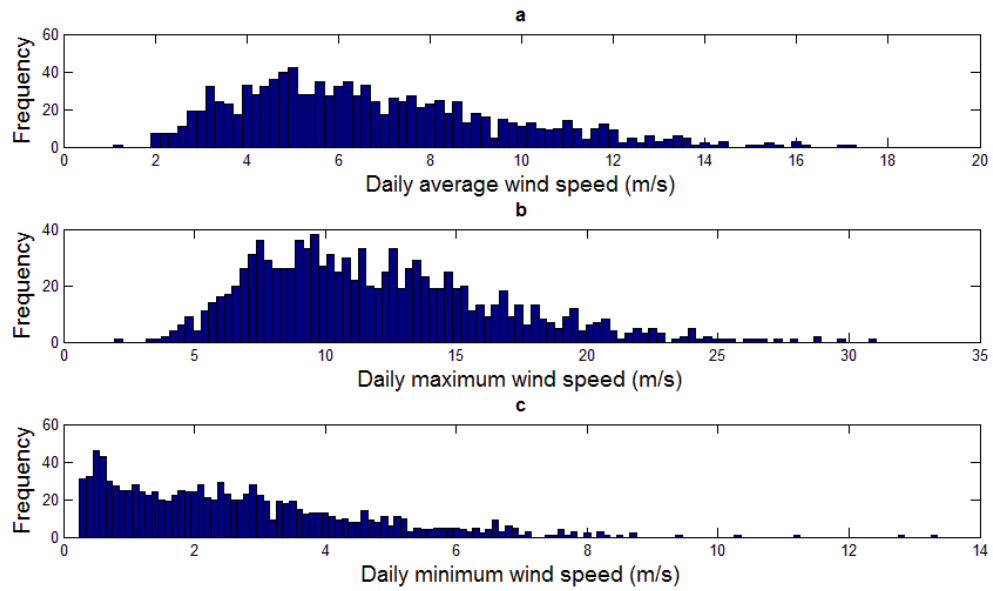 a
60
40
20
0
Frequency
0 2 4 6 8 10 12 14 16 18 20
Daily average wind speed (m/s)
b
40
20
0
Frequency
0 5 10 15 20 25 30 35
Daily maximum wind speed (m/s)
c
60
40
20
0
Frequency
0 2 4 6 8 10 12 14
Daily minimum wind speed (m/s)